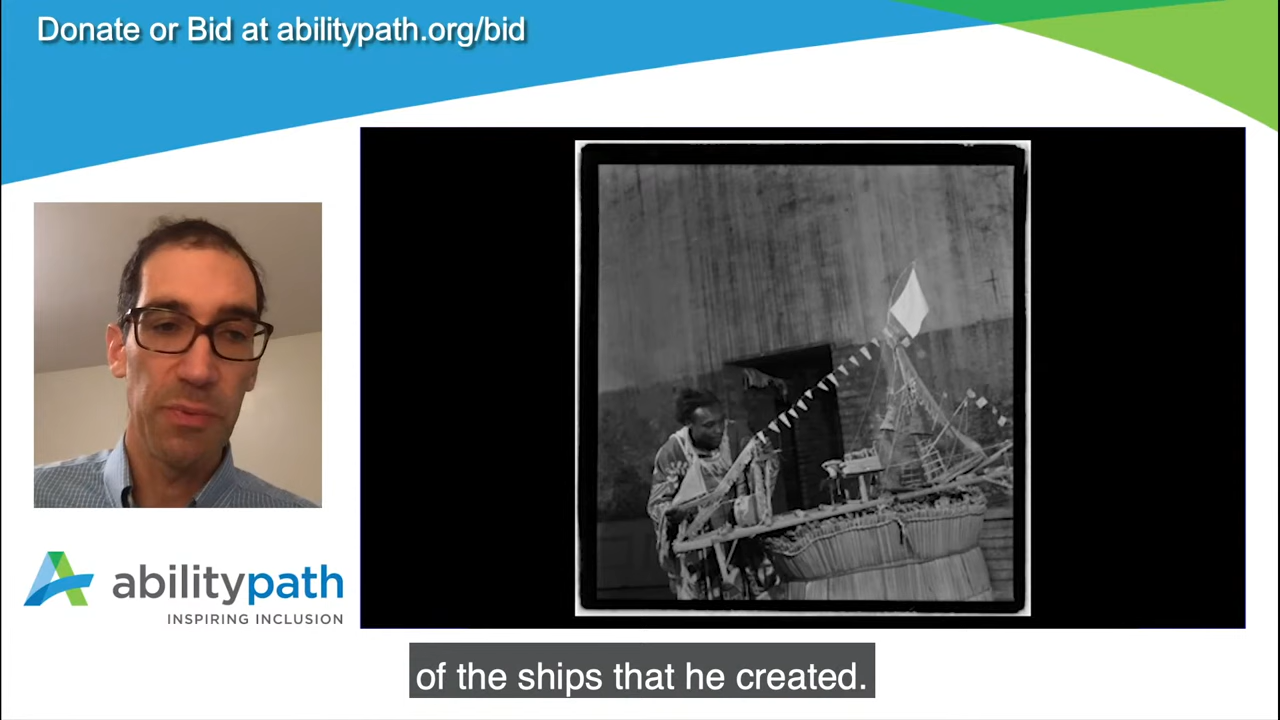 Donate or Bid at abilitypath.org/bid
abilitypath
INSPIRING INCLUSION
of the ships that he created.